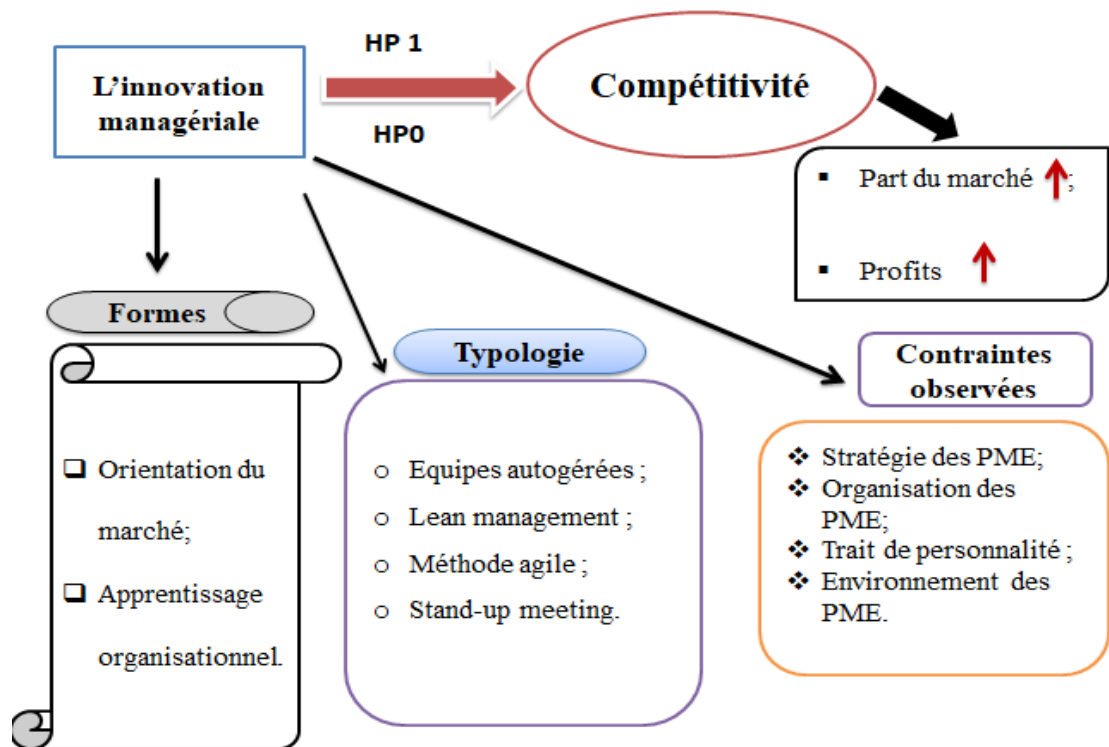 HP 1
L’innovation
managériale
HP0
Compétitivité
▪ Part du marché ↑;
▪ Profits ↑
Formes
❑ Orientation du
marché;
❑ Apprentissage
organisationnel.
Typologie
o Equipes autogérées ;
o Lean management ;
o Méthode agile ;
o Stand-up meeting.
Contraintes
observées
❖ Stratégie des PME;
❖ Organisation des
PME;
❖ Trait de personnalité ;
❖ Environnement des
PME.